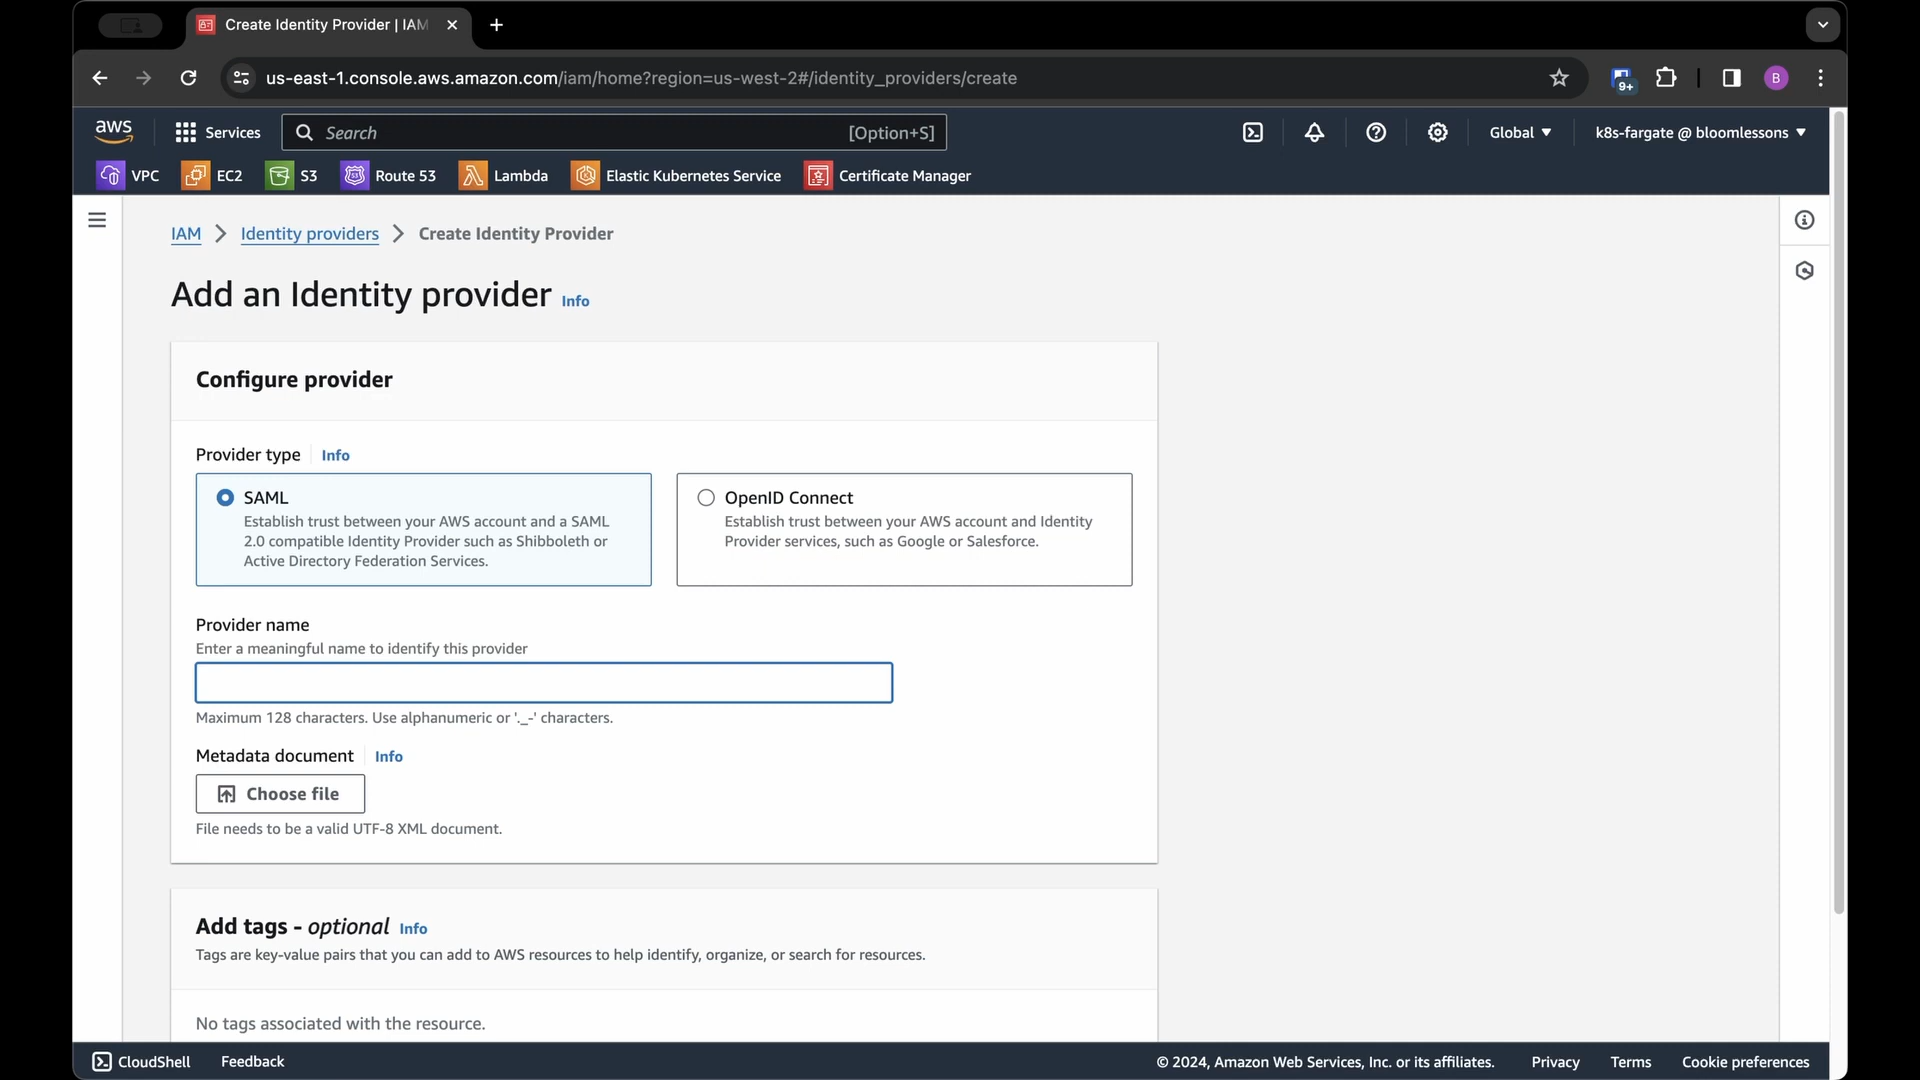 Create Identity Provider | IAM
us-east-1.console.aws.amazon.com/iam/home?region=us-west-2#/identity_providers/create
9+
B
aws
Services
Search
[Option+S]
Global
k8s-fargate @ bloomlessons
VPC
EC2
S3
Route 53
Lambda
Elastic Kubernetes Service
Certificate Manager
IAM
Identity providers
Create Identity Provider
Add an Identity provider Info
Configure provider
Provider type Info
SAML
Establish trust between your AWS account and a SAML
2.0 compatible Identity Provider such as Shibboleth or
Active Directory Federation Services.
OpenID Connect
Establish trust between your AWS account and Identity
Provider services, such as Google or Salesforce.
Provider name
Enter a meaningful name to identify this provider
Maximum 128 characters. Use alphanumeric or '._-' characters.
Metadata document Info
Choose file
File needs to be a valid UTF-8 XML document.
Add tags - optional Info
Tags are key-value pairs that you can add to AWS resources to help identify, organize, or search for resources.
No tags associated with the resource.
CloudShell
Feedback
© 2024, Amazon Web Services, Inc. or its affiliates.
Privacy
Terms
Cookie preferences